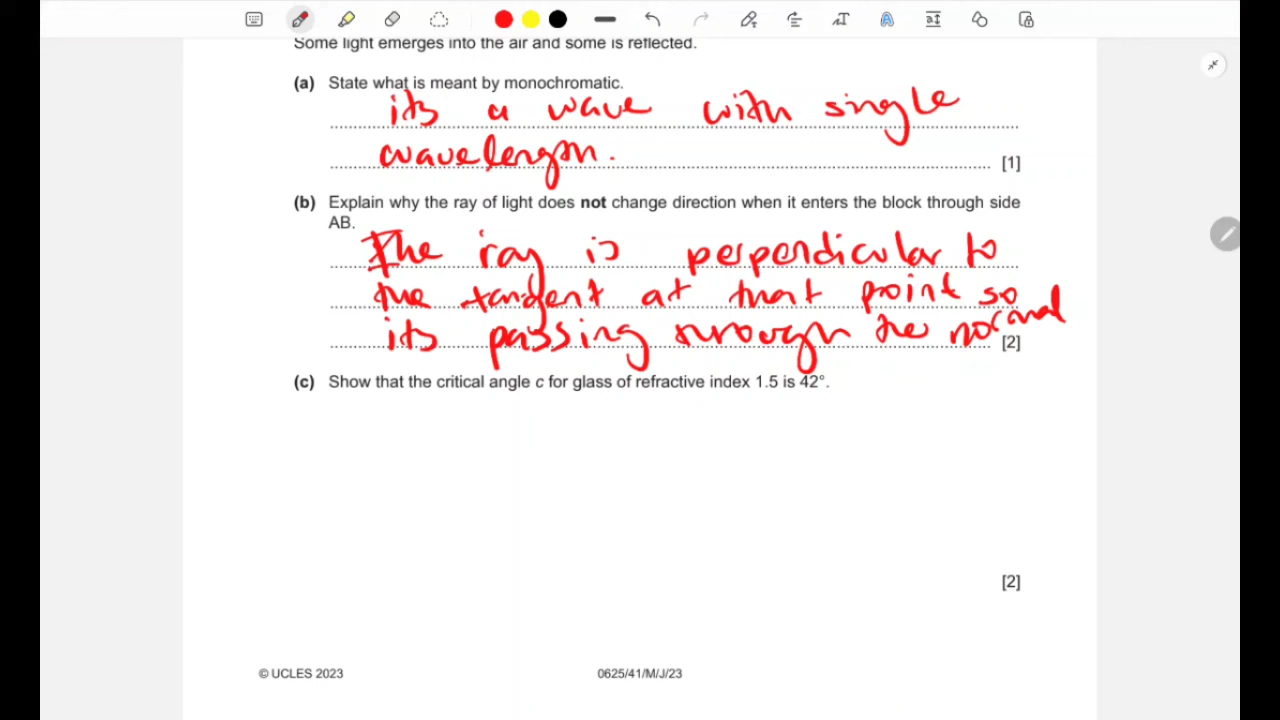 Some light emerges into the air and some is reflected.
(a) State what is meant by monochromatic.
its a wave with single
wavelength. [1]
(b) Explain why the ray of light does not change direction when it enters the block through side
AB.
The ray is perpendicular to
the tangent at that point so
its passing through the normal [2]
(c) Show that the critical angle c for glass of refractive index 1.5 is 42°.
[2]
© UCLES 2023 0625/41/M/J/23